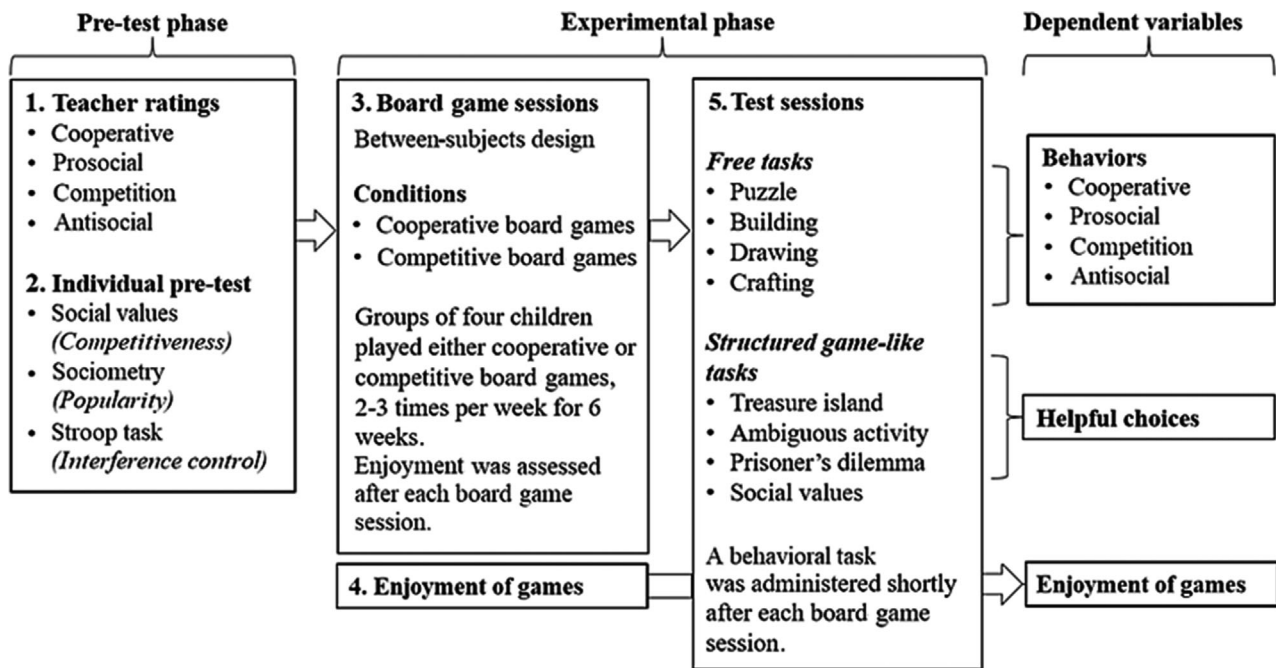 Pre-test phase
Experimental phase
Dependent variables
1. Teacher ratings
• Cooperative
• Prosocial
• Competition
• Antisocial
2. Individual pre-test
• Social values
(Competitiveness)
• Sociometry
(Popularity)
• Stroop task
(Interference control)
3. Board game sessions
Between-subjects design
Conditions
• Cooperative board games
• Competitive board games
Groups of four children
played either cooperative or
competitive board games,
2-3 times per week for 6
weeks.
Enjoyment was assessed
after each board game
session.
4. Enjoyment of games
5. Test sessions
Free tasks
• Puzzle
• Building
• Drawing
• Crafting
Structured game-like
tasks
• Treasure island
• Ambiguous activity
• Prisoner's dilemma
• Social values
A behavioral task
was administered shortly
after each board game
session.
Behaviors
• Cooperative
• Prosocial
• Competition
• Antisocial
Helpful choices
Enjoyment of games